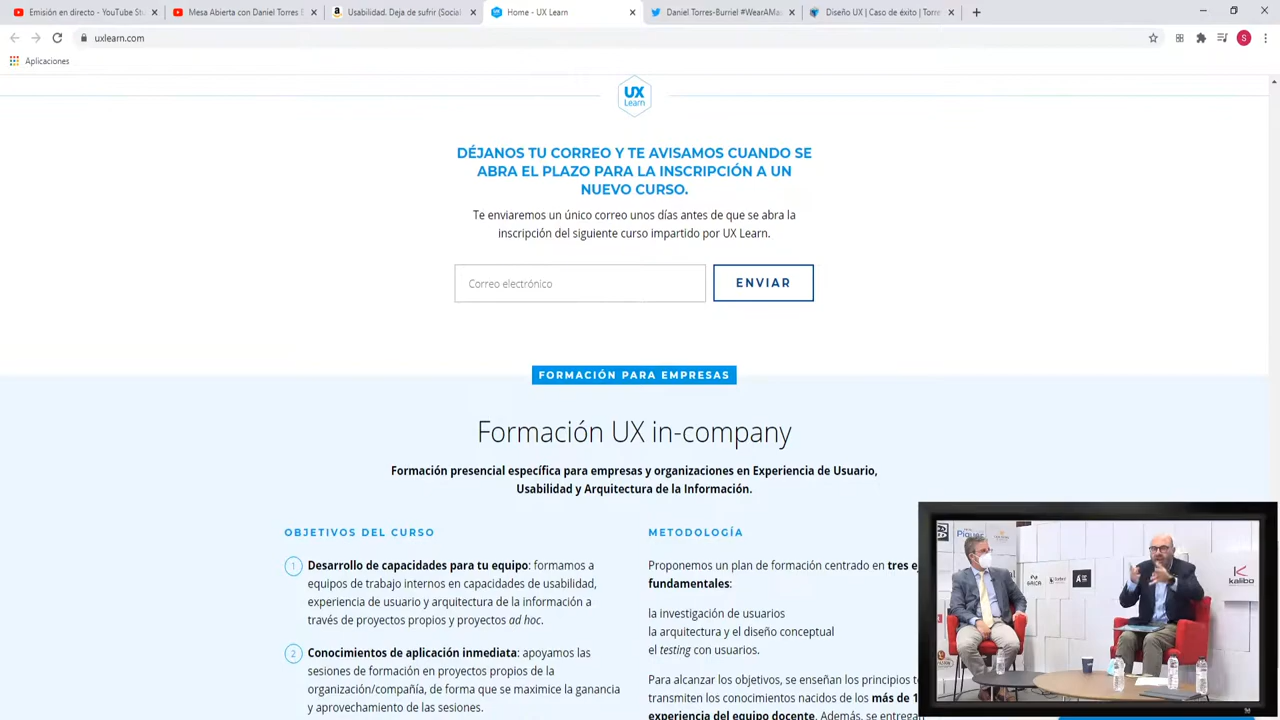 Emisión en directo - YouTube St
Mesa Abierta con Daniel Torres B
Usabilidad. Deja de sufrir (Social
Home - UX Learn
Daniel Torres-Burriel #WearAMa
Diseño UX | Caso de éxito | Torre
uxlearn.com
S
Aplicaciones
UX
Learn
DÉJANOS TU CORREO Y TE AVISAMOS CUANDO SE
ABRA EL PLAZO PARA LA INSCRIPCIÓN A UN
NUEVO CURSO.
Te enviaremos un único correo unos días antes de que se abra la
inscripción del siguiente curso impartido por UX Learn.
Correo electrónico
ENVIAR
FORMACIÓN PARA EMPRESAS
Formación UX in-company
Formación presencial específica para empresas y organizaciones en Experiencia de Usuario,
Usabilidad y Arquitectura de la Información.
OBJETIVOS DEL CURSO
1 Desarrollo de capacidades para tu equipo: formamos a
equipos de trabajo internos en capacidades de usabilidad,
experiencia de usuario y arquitectura de la información a
través de proyectos propios y proyectos ad hoc.
2 Conocimientos de aplicación inmediata: apoyamos las
sesiones de formación en proyectos propios de la
organización/compañía, de forma que se maximice la ganancia
y aprovechamiento de las sesiones.
METODOLOGÍA
Proponemos un plan de formación centrado en tres e
fundamentales:
la investigación de usuarios
la arquitectura y el diseño conceptual
el testing con usuarios.
Para alcanzar los objetivos, se enseñan los principios
transmiten los conocimientos nacidos de los más de 1
experiencia del equipo docente. Además, se entregan
Piquer
kalibo